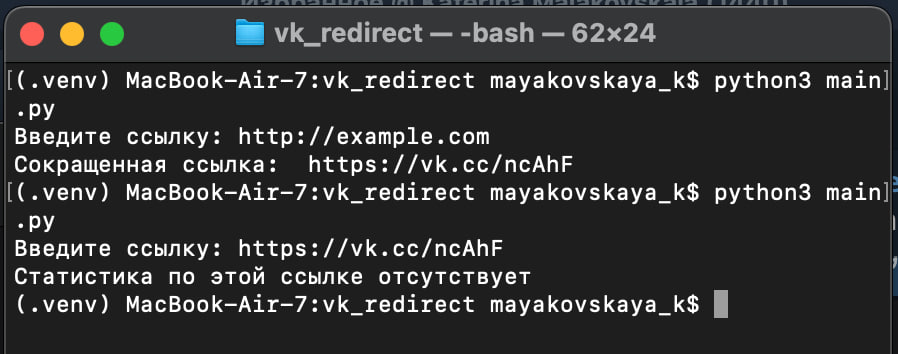 vk_redirect — -bash — 62×24
[(.venv) MacBook-Air-7:vk_redirect mayakovskaya_k$ python3 main]
.py
Введите ссылку: http://example.com
Сокращенная ссылка:  https://vk.cc/ncAhF
[(.venv) MacBook-Air-7:vk_redirect mayakovskaya_k$ python3 main]
.py
Введите ссылку: https://vk.cc/ncAhF
Статистика по этой ссылке отсутствует
(.venv) MacBook-Air-7:vk_redirect mayakovskaya_k$